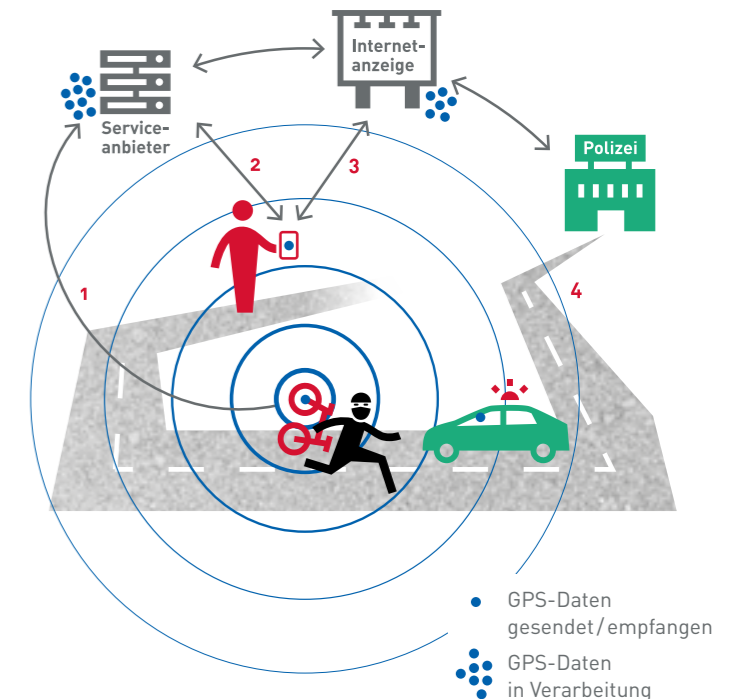 Internet-
anzeige
Service-
anbieter
Polizei
2
3
1
4
GPS-Daten
gesendet/empfangen
GPS-Daten
in Verarbeitung